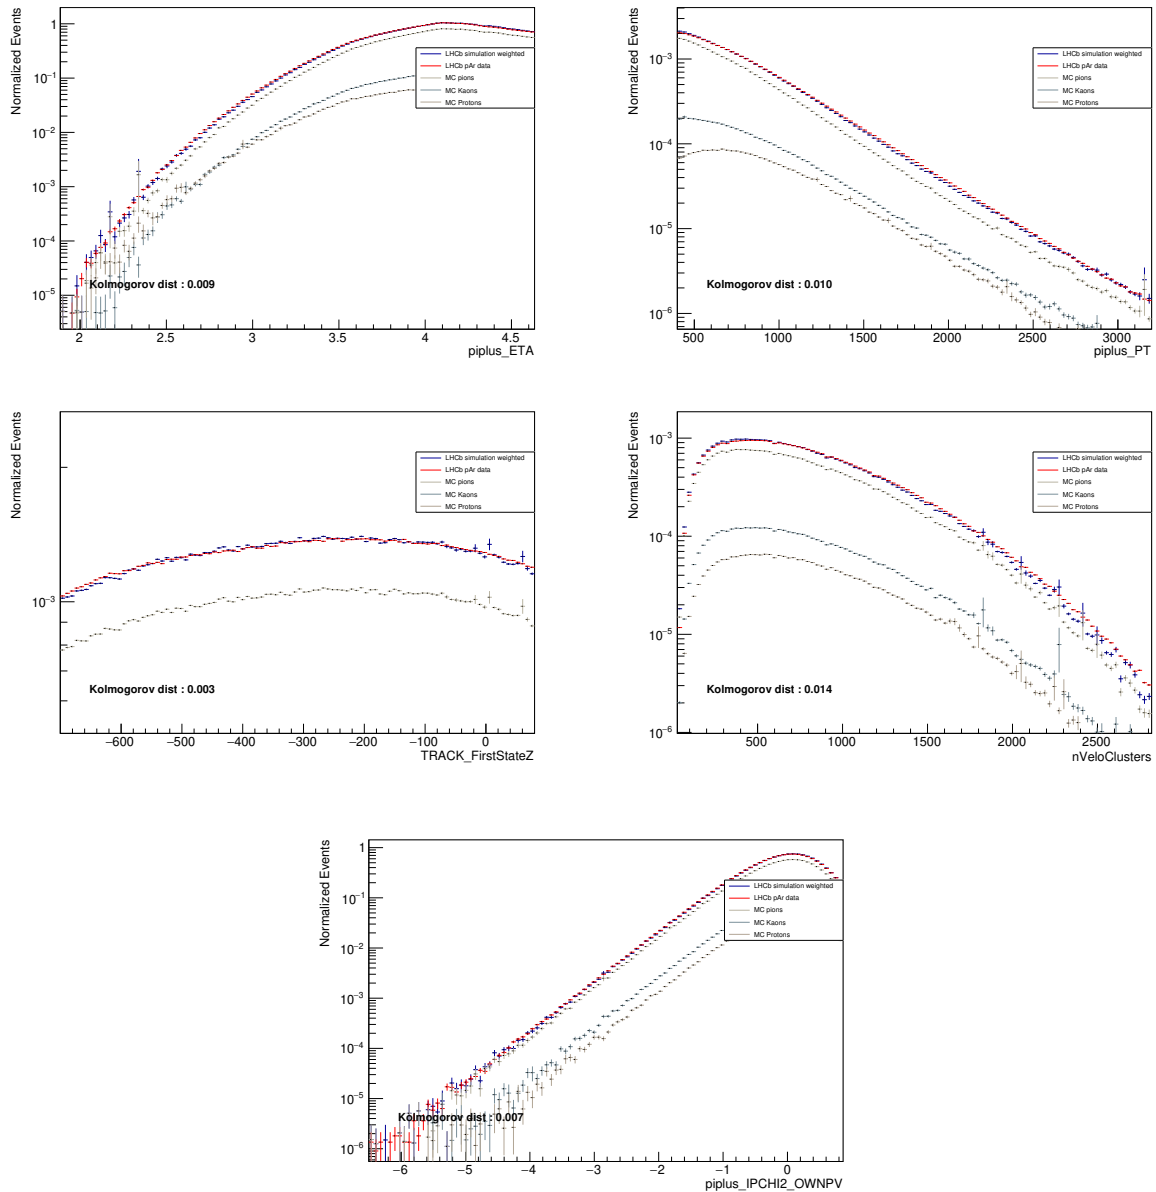 Normalized Events
1
10⁻¹
10⁻²
10⁻³
10⁻⁴
10⁻⁵
LHCb simulation weighted
LHCb pAr data
MC pions
MC Kaons
MC Protons
Kolmogorov dist : 0.009
2 2.5 3 3.5 4 4.5
piplus_ETA
Normalized Events
10⁻³
10⁻⁴
10⁻⁵
10⁻⁶
LHCb simulation weighted
LHCb pAr data
MC pions
MC Kaons
MC Protons
Kolmogorov dist : 0.010
500 1000 1500 2000 2500 3000
piplus_PT
Normalized Events
10⁻³
LHCb simulation weighted
LHCb pAr data
MC pions
MC Kaons
MC Protons
Kolmogorov dist : 0.003
−600 −500 −400 −300 −200 −100 0
TRACK_FirstStateZ
Normalized Events
10⁻³
10⁻⁴
10⁻⁵
10⁻⁶
LHCb simulation weighted
LHCb pAr data
MC pions
MC Kaons
MC Protons
Kolmogorov dist : 0.014
500 1000 1500 2000 2500
nVeloClusters
Normalized Events
1
10⁻¹
10⁻²
10⁻³
10⁻⁴
10⁻⁵
10⁻⁶
LHCb simulation weighted
LHCb pAr data
MC pions
MC Kaons
MC Protons
Kolmogorov dist : 0.007
−6 −5 −4 −3 −2 −1 0
piplus_IPCHI2_OWNPV